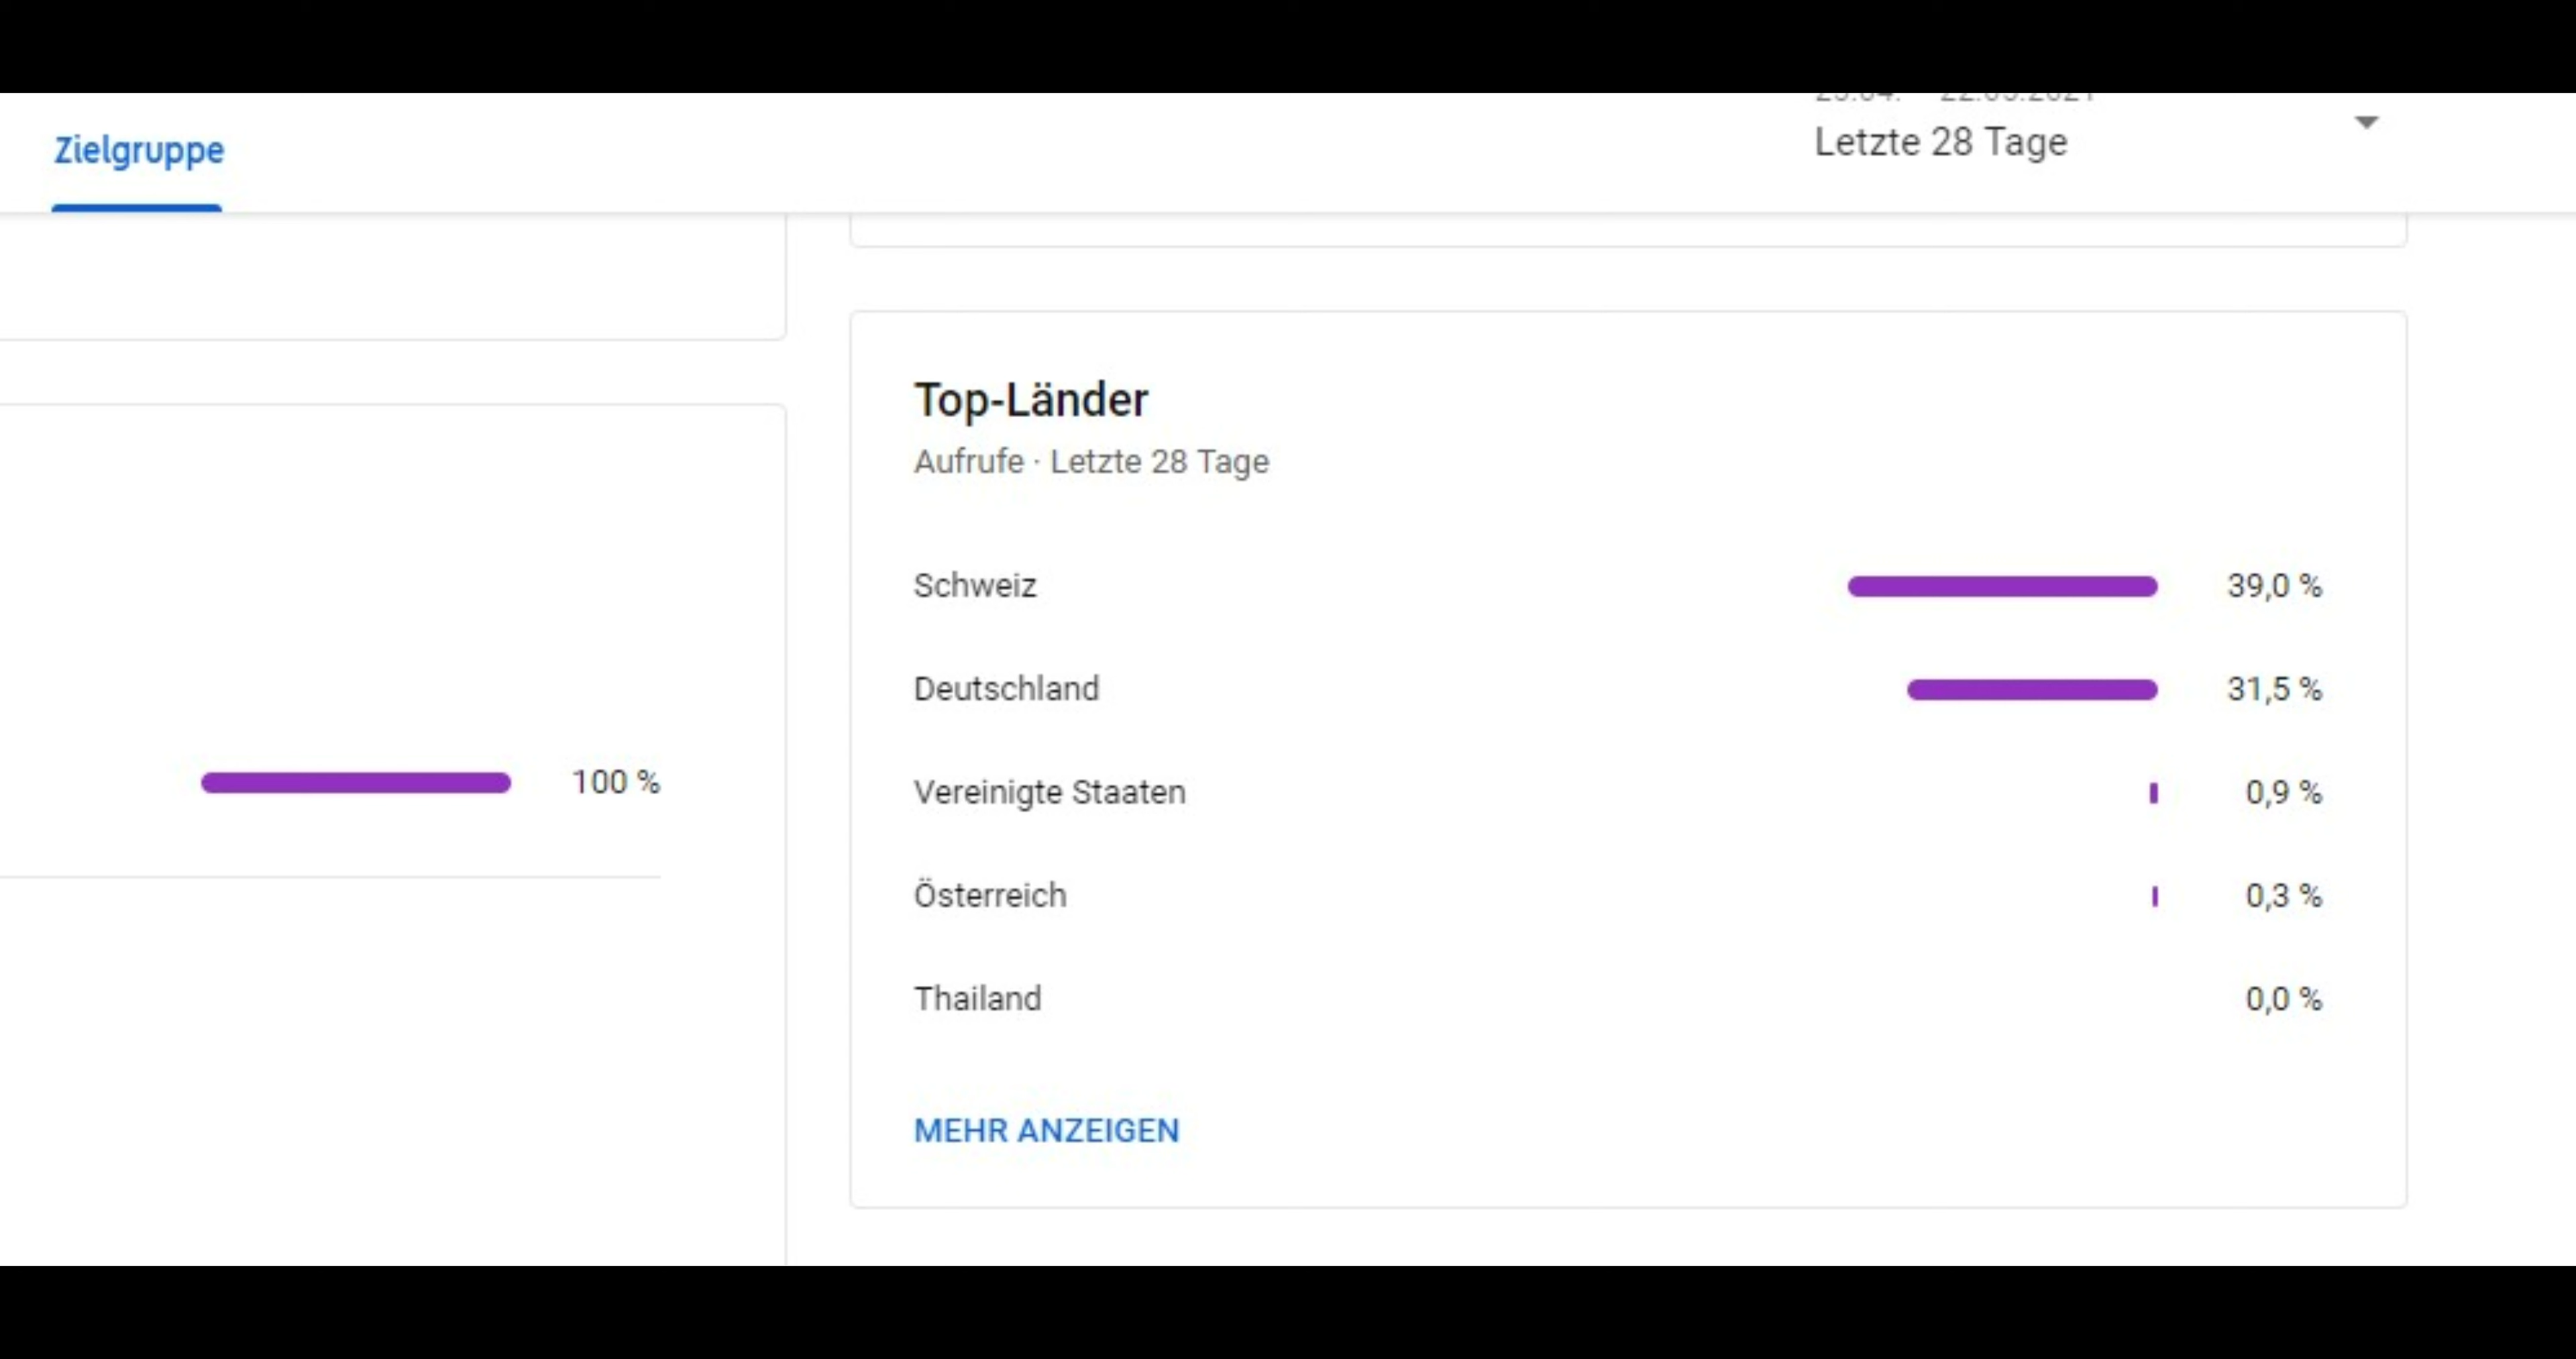 Zielgruppe
Letzte 28 Tage
100 %
Top-Länder
Aufrufe · Letzte 28 Tage
Schweiz 39,0 %
Deutschland 31,5 %
Vereinigte Staaten 0,9 %
Österreich 0,3 %
Thailand 0,0 %
MEHR ANZEIGEN